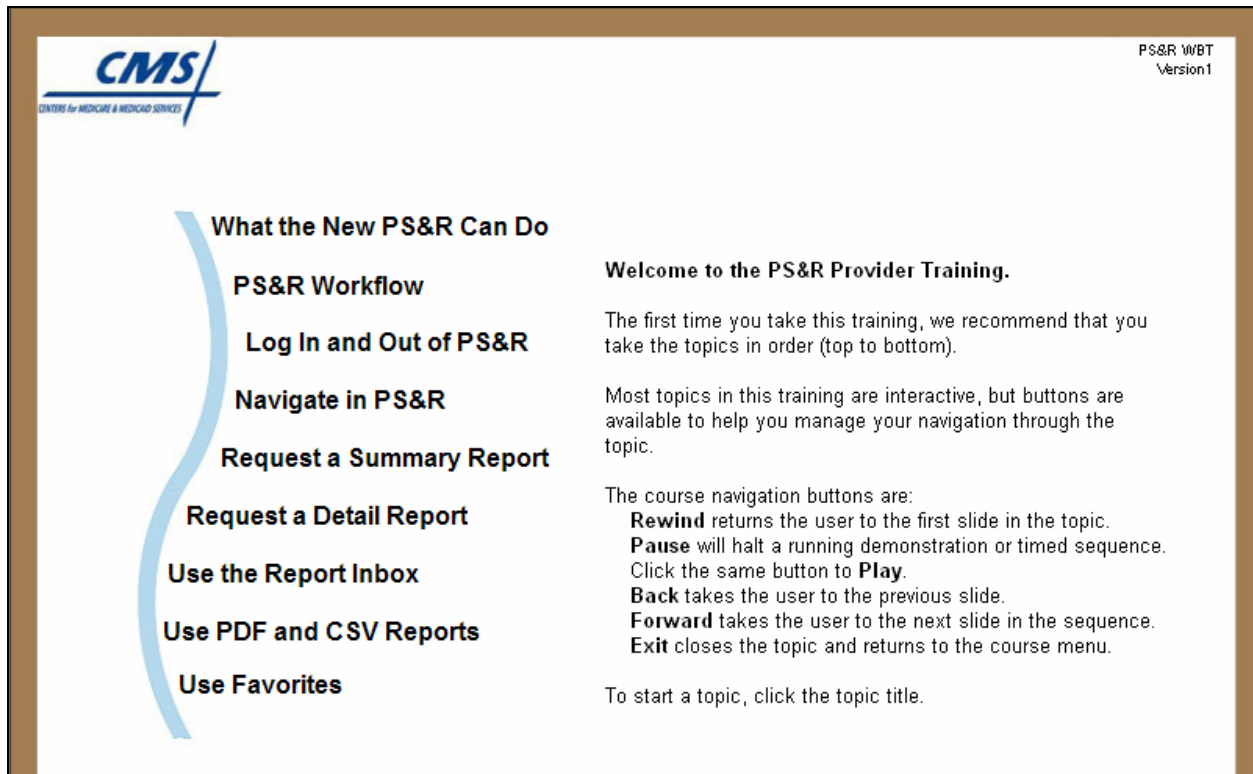 CMS
CENTERS for MEDICARE & MEDICAID SERVICES
PS&R WBT
Version1
What the New PS&R Can Do
PS&R Workflow
Log In and Out of PS&R
Navigate in PS&R
Request a Summary Report
Request a Detail Report
Use the Report Inbox
Use PDF and CSV Reports
Use Favorites
Welcome to the PS&R Provider Training.
The first time you take this training, we recommend that you
take the topics in order (top to bottom).
Most topics in this training are interactive, but buttons are
available to help you manage your navigation through the
topic.
The course navigation buttons are:
Rewind returns the user to the first slide in the topic.
Pause will halt a running demonstration or timed sequence.
Click the same button to Play.
Back takes the user to the previous slide.
Forward takes the user to the next slide in the sequence.
Exit closes the topic and returns to the course menu.
To start a topic, click the topic title.